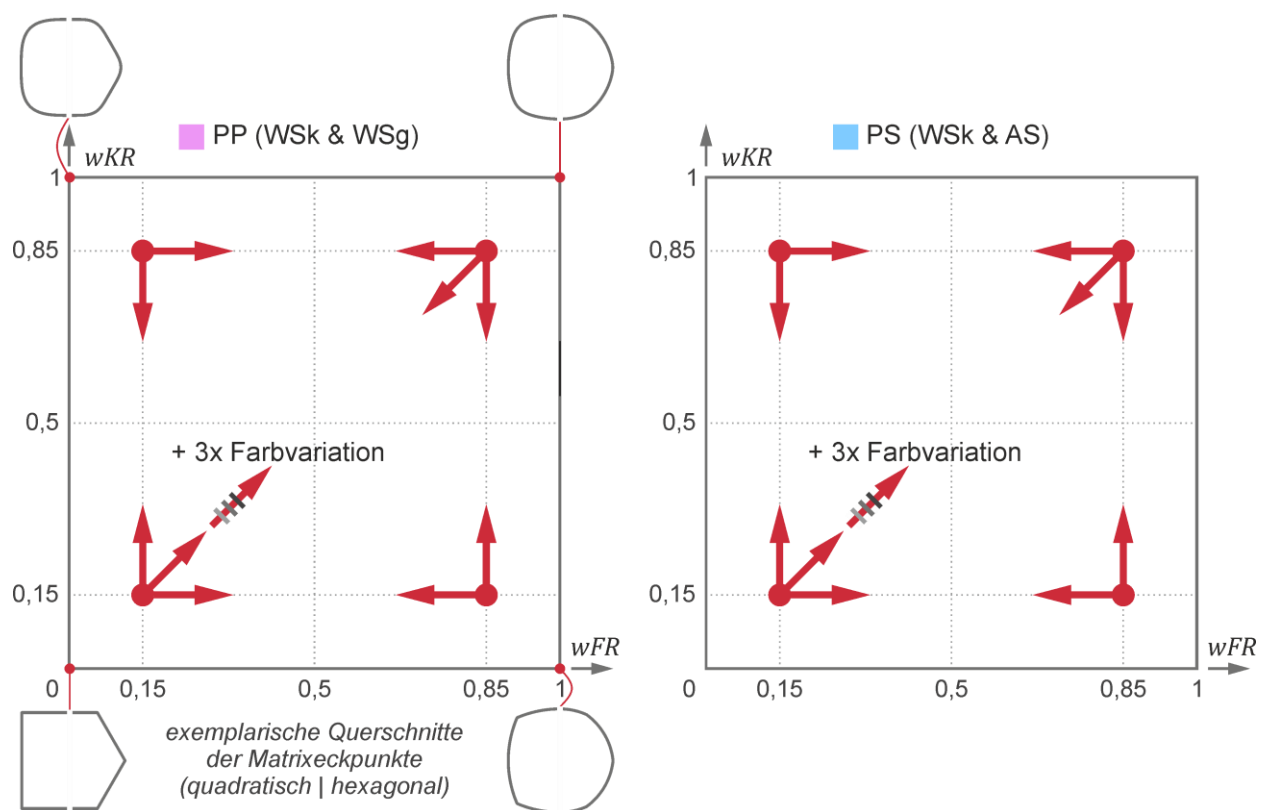 PP (WSk & WSg)
wKR
1
0,85
0,5
+ 3x Farbvariation
0,15
wFR
0
0,15
0,5
0,85
1
exemplarische Querschnitte
der Matrixeckpunkte
(quadratisch | hexagonal)
PS (WSk & AS)
wKR
1
0,85
0,5
+ 3x Farbvariation
0,15
wFR
0
0,15
0,5
0,85
1